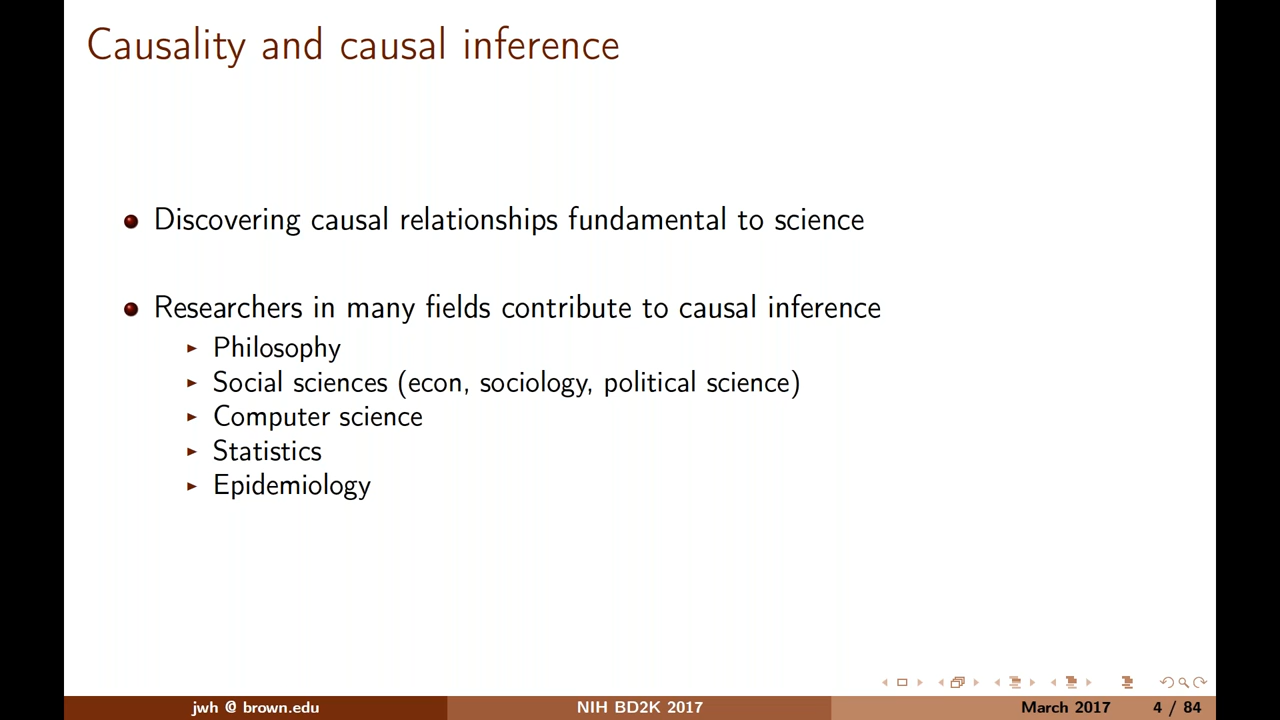 Causality and causal inference
Discovering causal relationships fundamental to science
Researchers in many fields contribute to causal inference
Philosophy
Social sciences (econ, sociology, political science)
Computer science
Statistics
Epidemiology
jwh @ brown.edu
NIH BD2K 2017
March 2017
4 / 84